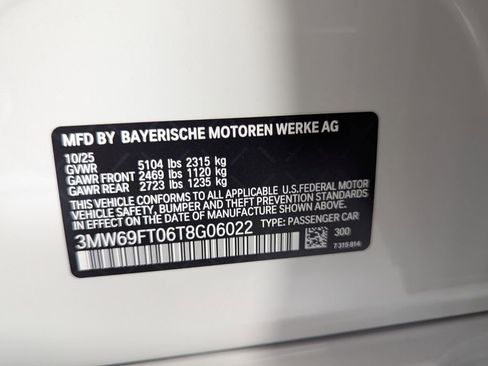 MFD BY BAYERISCHE MOTOREN WERKE AG
10/25
GVWR 5104 lbs 2315 kg
GAWR FRONT 2469 lbs 1120 kg
GAWR REAR 2723 lbs 1235 kg
THIS VEHICLE CONFORMS TO ALL APPLICABLE U.S.FEDERAL MOTOR
VEHICLE SAFETY, BUMPER, AND THEFT PREVENTION STANDARDS
IN EFFECT ON THE DATE OF MANUFACTURE SHOWN ABOVE.
3MW69FT06T8G06022 TYPE: PASSENGER CAR
300
7 315-814